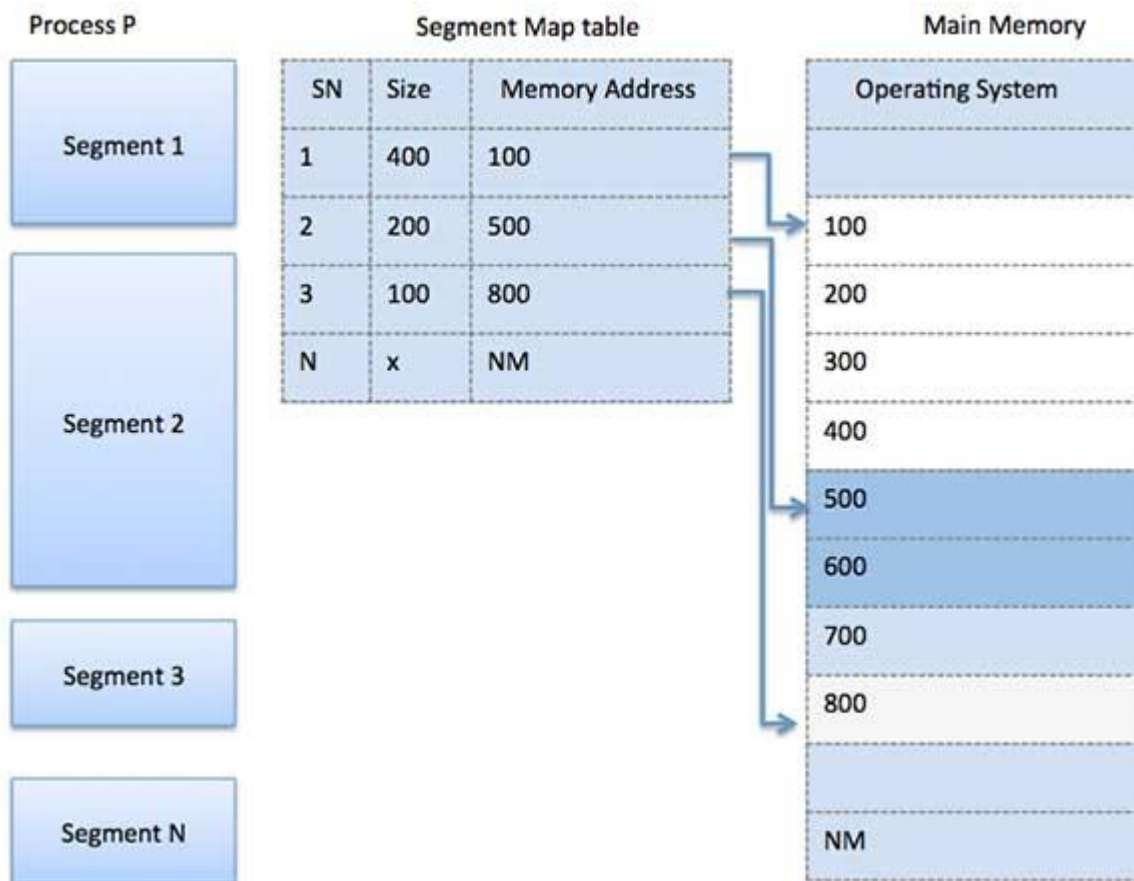 Process P
Segment 1
Segment 2
Segment 3
Segment N
Segment Map table
SN Size Memory Address
1 400 100
2 200 500
3 100 800
N x NM
Main Memory
Operating System
100
200
300
400
500
600
700
800
NM